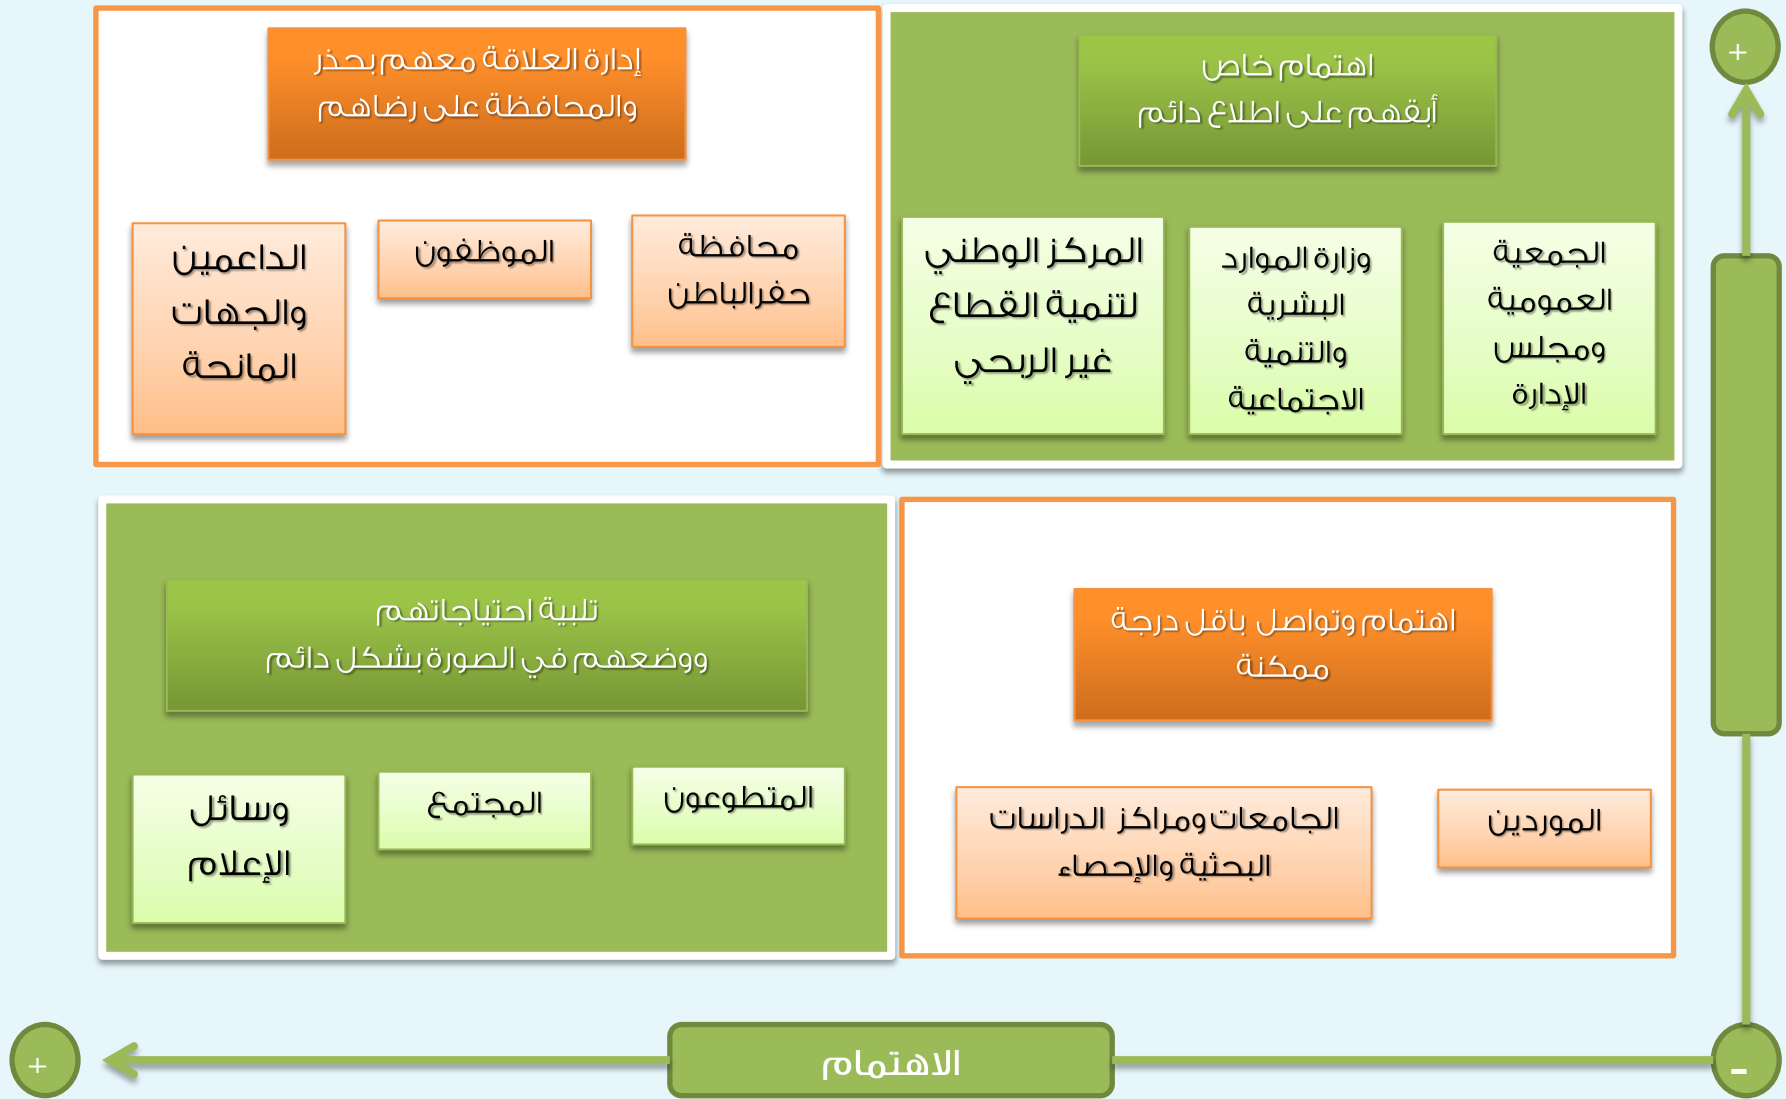 +
اهتمام خاص
أبقهم على اطلاع دائم
الجمعية
العمومية
ومجلس
الإدارة
وزارة الموارد
البشرية
والتنمية
الاجتماعية
المركز الوطني
لتنمية القطاع
غير الربحي
إدارة العلاقة معهم بحذر
والمحافظة على رضاهم
محافظة
حفرالباطن
الموظفون
الداعمين
والجهات
المانحة
اهتمام وتواصل باقل درجة
ممكنة
الموردين
الجامعات ومراكز الدراسات
البحثية والإحصاء
تلبية احتياجاتهم
ووضعهم في الصورة بشكل دائم
المتطوعون
المجتمع
وسائل
الإعلام
-
الاهتمام
+